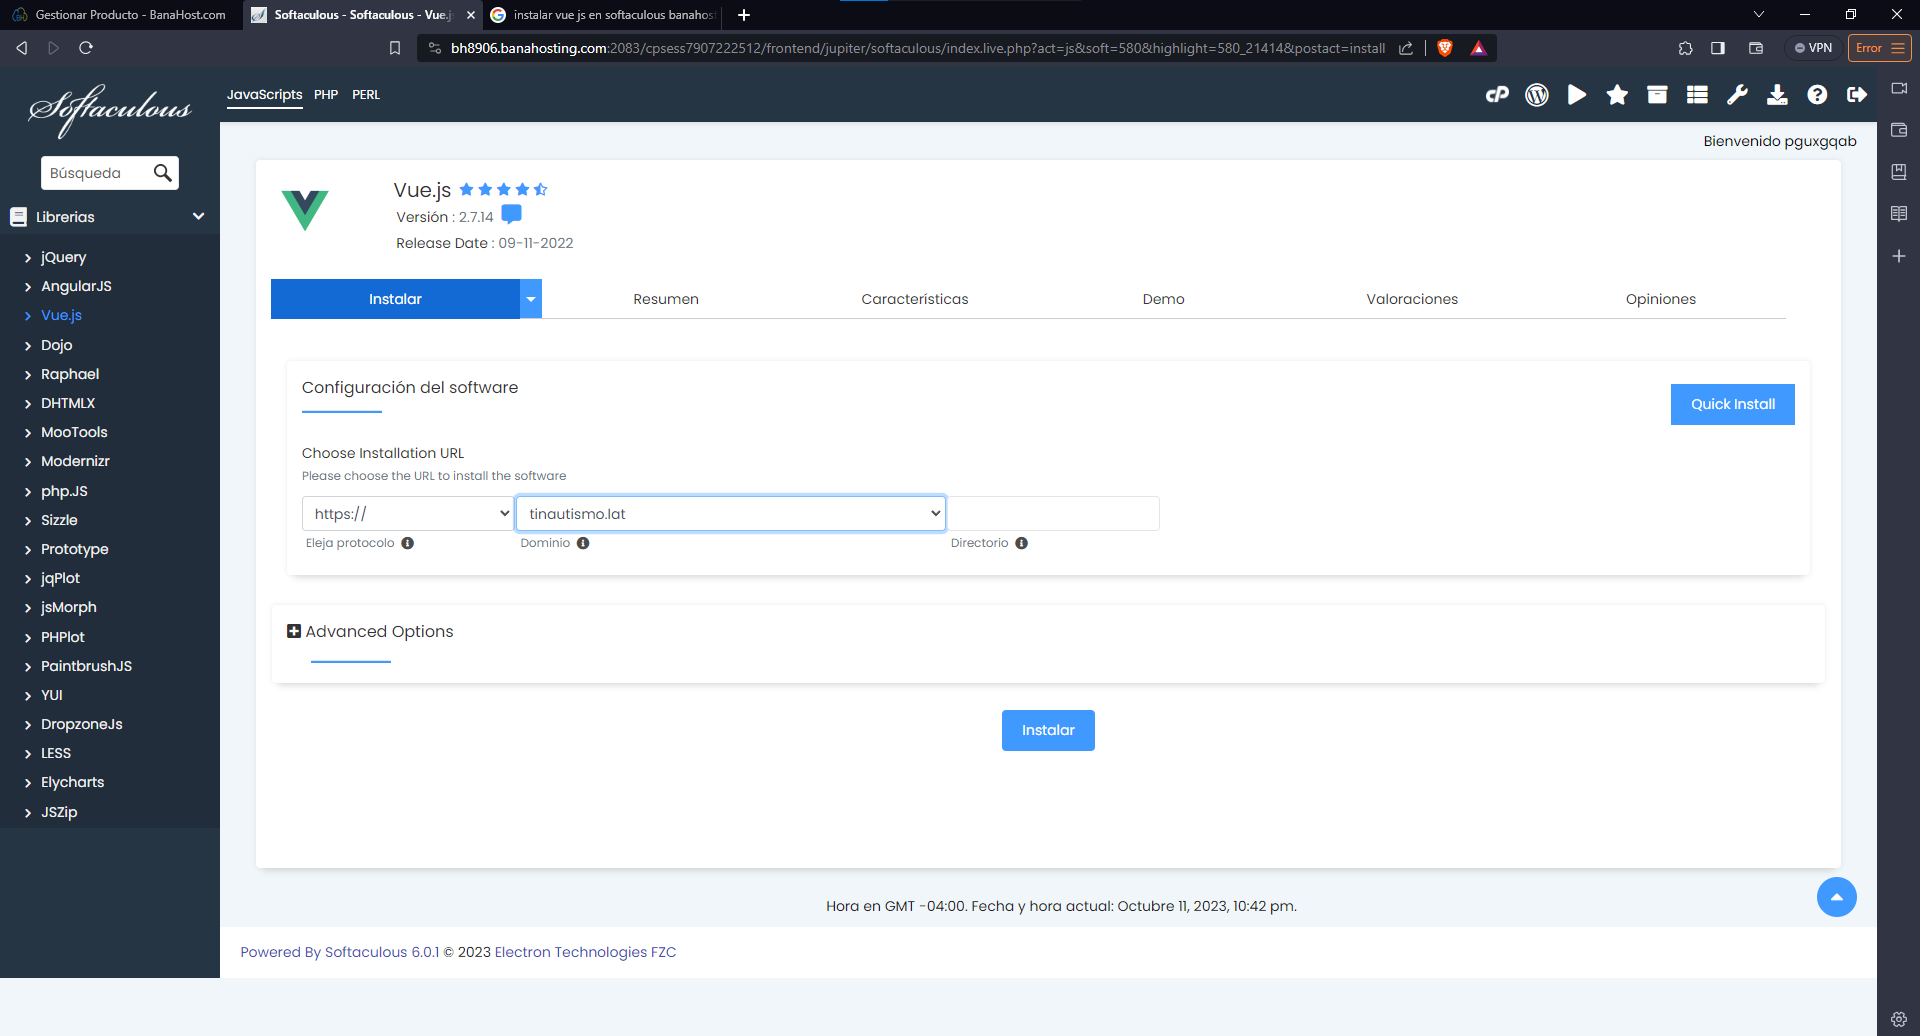 Gestionar Producto - BanaHost.com
Softaculous - Softaculous - Vue.js
instalar vue js en softaculous banahost
bh8906.banahosting.com:2083/cpsess7907222512/frontend/jupiter/softaculous/index.live.php?act=js&soft=580&highlight=580_21414&postact=install
VPN
Error
Softaculous
JavaScripts PHP PERL
Bienvenido pguxgqab
Búsqueda
Librerias
jQuery
AngularJS
Vue.js
Dojo
Raphael
DHTMLX
MooTools
Modernizr
php.JS
Sizzle
Prototype
jqPlot
jsMorph
PHPlot
PaintbrushJS
YUI
DropzoneJs
LESS
Elycharts
JSZip
Vue.js
Versión : 2.7.14
Release Date : 09-11-2022
Instalar Resumen Características Demo Valoraciones Opiniones
Configuración del software
Quick Install
Choose Installation URL
Please choose the URL to install the software
https:// tinautismo.lat
Eleja protocolo Dominio Directorio
Advanced Options
Instalar
Hora en GMT -04:00. Fecha y hora actual: Octubre 11, 2023, 10:42 pm.
Powered By Softaculous 6.0.1 © 2023 Electron Technologies FZC